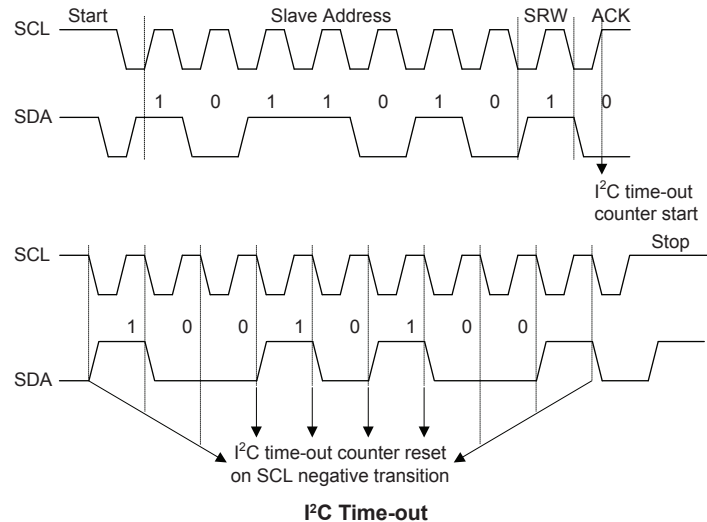 Start Slave Address SRW ACK
SCL
1 0 1 1 0 1 0 1 0
SDA
I²C time-out
counter start
Stop
SCL
1 0 0 1 0 1 0 0
SDA
I²C time-out counter reset
on SCL negative transition
I²C Time-out